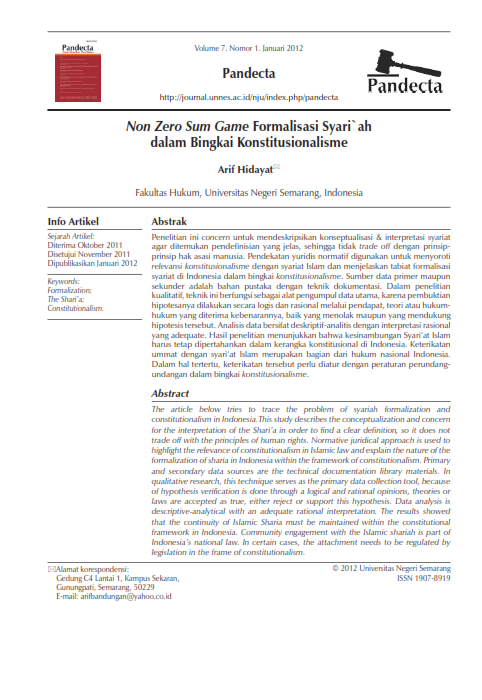 Pandecta
Volume 7. Nomor 1. Januari 2012
Pandecta
http://journal.unnes.ac.id/nju/index.php/pandecta
Pandecta
Non Zero Sum Game Formalisasi Syari`ah
dalam Bingkai Konstitusionalisme
Arif Hidayat
Fakultas Hukum, Universitas Negeri Semarang, Indonesia
Info Artikel
Sejarah Artikel:
Diterima Oktober 2011
Disetujui November 2011
Dipublikasikan Januari 2012
Keywords:
Formalization;
The Shari'a;
Constitutionalism.
Abstrak
Penelitian ini concern untuk mendeskripsikan konseptualisasi & interpretasi syariat
agar ditemukan pendefinisian yang jelas, sehingga tidak trade off dengan prinsip-
prinsip hak asasi manusia. Pendekatan yuridis normatif digunakan untuk menyoroti
relevansi konstitusionalisme dengan syariat Islam dan menjelaskan tabiat formalisasi
syariat di Indonesia dalam bingkai konstitusionalisme. Sumber data primer maupun
sekunder adalah bahan pustaka dengan teknik dokumentasi. Dalam penelitian
kualitatif, teknik ini berfungsi sebagai alat pengumpul data utama, karena pembuktian
hipotesanya dilakukan secara logis dan rasional melalui pendapat, teori atau hukum-
hukum yang diterima kebenarannya, baik yang menolak maupun yang mendukung
hipotesis tersebut. Analisis data bersifat deskriptif-analitis dengan interpretasi rasional
yang adequate. Hasil penelitian menunjukkan bahwa kesinambungan Syari'at Islam
harus tetap dipertahankan dalam kerangka konstitusional di Indonesia. Keterikatan
ummat dengan syari'at Islam merupakan bagian dari hukum nasional Indonesia.
Dalam hal tertertu, keterikatan tersebut perlu diatur dengan peraturan perundang-
undangan dalam bingkai konstitusionalisme.
Abstract
The article below tries to trace the problem of syariah formalization and
constitutionalism in Indonesia.This study describes the conceptualization and concern
for the interpretation of the Shari'a in order to find a clear definition, so it does not
trade off with the principles of human rights. Normative juridical approach is used to
highlight the relevance of constitutionalism in Islamic law and explain the nature of the
formalization of sharia in Indonesia within the framework of constitutionalism. Primary
and secondary data sources are the technical documentation library materials. In
qualitative research, this technique serves as the primary data collection tool, because
of hypothesis verification is done through a logical and rational opinions, theories or
laws are accepted as true, either reject or support this hypothesis. Data analysis is
descriptive-analytical with an adequate rational interpretation. The results showed
that the continuity of Islamic Sharia must be maintained within the constitutional
framework in Indonesia. Community engagement with the Islamic shariah is part of
Indonesia's national law. In certain cases, the attachment needs to be regulated by
legislation in the frame of constitutionalism.
Alamat korespondensi:
Gedung C4 Lantai 1, Kampus Sekaran,
Gunungpati, Semarang, 50229
E-mail: arifbandungan@yahoo.co.id
© 2012 Universitas Negeri Semarang
ISSN 1907-8919